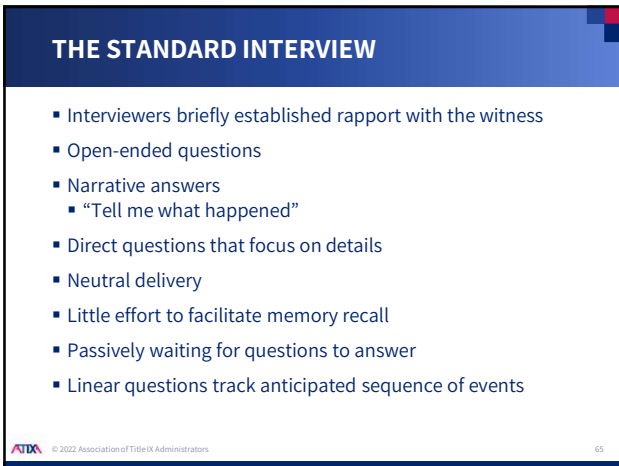 THE STANDARD INTERVIEW
▪ Interviewers briefly established rapport with the witness
▪ Open-ended questions
▪ Narrative answers
▪ “Tell me what happened”
▪ Direct questions that focus on details
▪ Neutral delivery
▪ Little effort to facilitate memory recall
▪ Passively waiting for questions to answer
▪ Linear questions track anticipated sequence of events
ATIXA © 2022 Association of Title IX Administrators 65